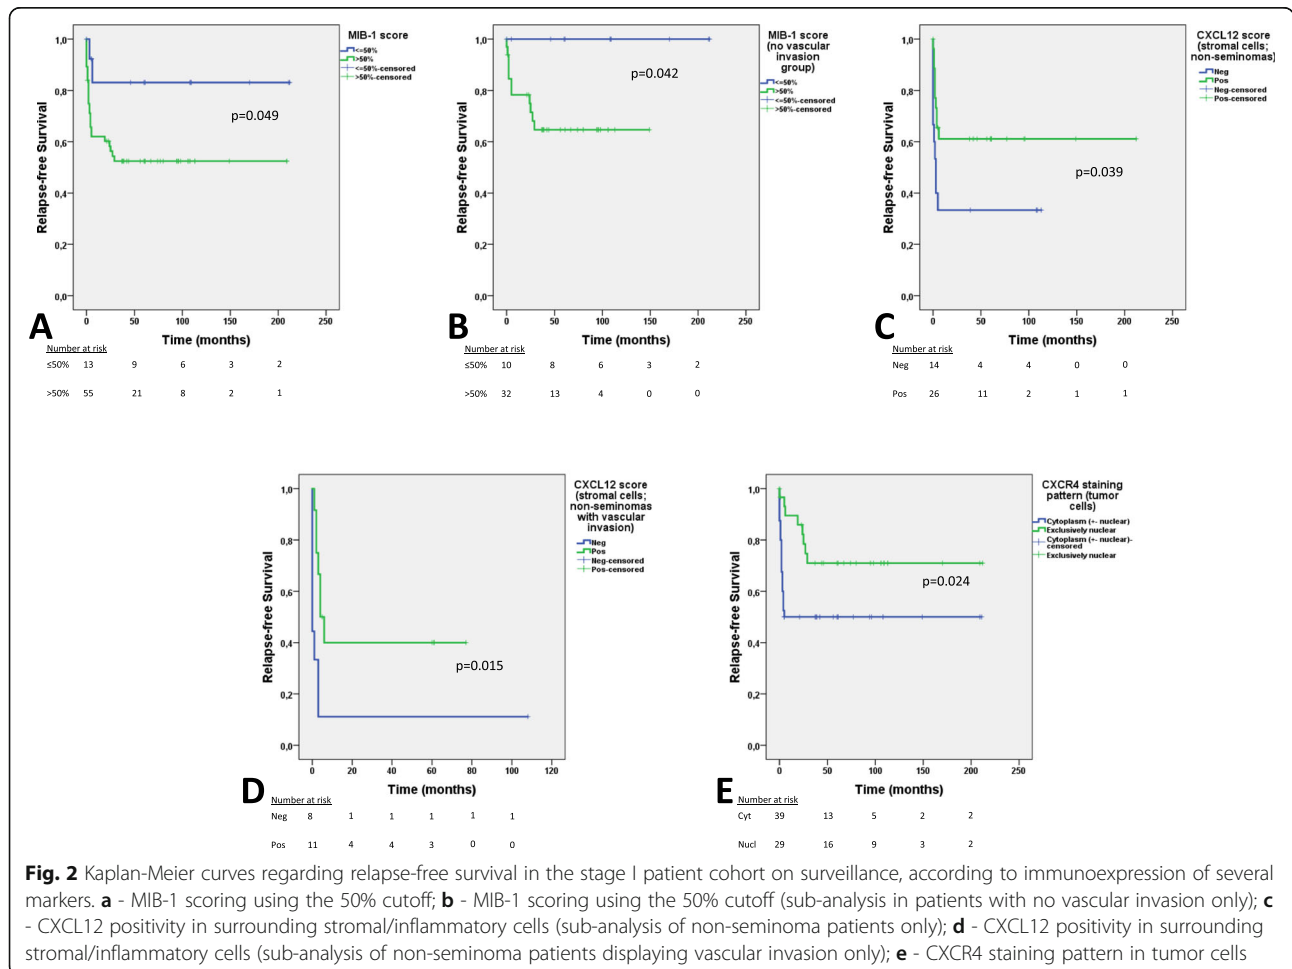 MIB-1 score
<=50%
>50%
<=50%-censored
>50%-censored
p=0.049
Relapse-free Survival
1,0
0,8
0,6
0,4
0,2
0,0
0 50 100 150 200 250
Time (months)
A
Number at risk
≤50% 13 9 6 3 2
>50% 55 21 8 2 1
MIB-1 score
(no vascular
invasion
group)
<=50%
>50%
<=50%-censored
>50%-censored
p=0.042
Relapse-free Survival
1,0
0,8
0,6
0,4
0,2
0,0
0 50 100 150 200 250
Time (months)
B
Number at risk
≤50% 10 8 6 3 2
>50% 32 13 4 0 0
CXCL12 score
(stromal cells;
non-seminomas)
Neg
Pos
Neg-censored
Pos-censored
p=0.039
Relapse-free Survival
1,0
0,8
0,6
0,4
0,2
0,0
0 50 100 150 200 250
Time (months)
C
Number at risk
Neg 14 4 4 0 0
Pos 26 11 2 1 1
CXCL12 score
(stromal cells;
non-seminomas
with vascular
invasion)
Neg
Pos
Neg-censored
Pos-censored
p=0.015
Relapse-free Survival
1,0
0,8
0,6
0,4
0,2
0,0
0 20 40 60 80 100 120
Time (months)
D
Number at risk
Neg 8 1 1 1 1 1
Pos 11 4 4 3 0 0
CXCR4 staining
pattern (tumor
cells)
Cytoplasm (+- nuclear)
Exclusively nuclear
Cytoplasm (+- nuclear)-
censored
Exclusively nuclear
p=0.024
Relapse-free Survival
1,0
0,8
0,6
0,4
0,2
0,0
0 50 100 150 200 250
Time (months)
E
Number at risk
Cyt 39 13 5 2 2
Nucl 29 16 9 3 2
Fig. 2 Kaplan-Meier curves regarding relapse-free survival in the stage I patient cohort on surveillance, according to immunoexpression of several
markers. a - MIB-1 scoring using the 50% cutoff; b - MIB-1 scoring using the 50% cutoff (sub-analysis in patients with no vascular invasion only); c
- CXCL12 positivity in surrounding stromal/inflammatory cells (sub-analysis of non-seminoma patients only); d - CXCL12 positivity in surrounding
stromal/inflammatory cells (sub-analysis of non-seminoma patients displaying vascular invasion only); e - CXCR4 staining pattern in tumor cells